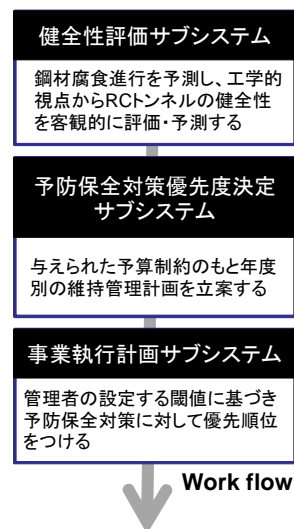 健全性評価サブシステム
鋼材腐食進行を予測し、工学的
視点からRCトンネルの健全性
を客観的に評価・予測する
予防保全対策優先度決定
サブシステム
与えられた予算制約のもと年度
別の維持管理計画を立案する
事業執行計画サブシステム
管理者の設定する閾値に基づき
予防保全対策に対して優先順位
をつける
Work flow